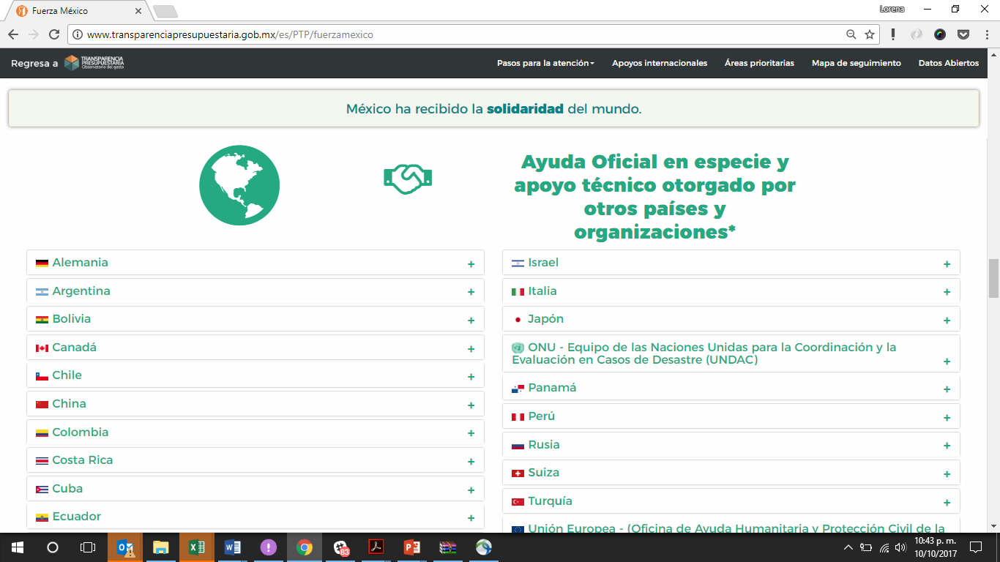 Fuerza México
Lorena
www.transparenciapresupuestaria.gob.mx/es/PTP/fuerzamexico
Regresa a TRANSPARENCIA PRESUPUESTARIA Observatorio del gasto
Pasos para la atención
Apoyos internacionales
Áreas prioritarias
Mapa de seguimiento
Datos Abiertos
México ha recibido la solidaridad del mundo.
Ayuda Oficial en especie y
apoyo técnico otorgado por
otros países y
organizaciones*
Alemania +
Argentina +
Bolivia +
Canadá +
Chile +
China +
Colombia +
Costa Rica +
Cuba +
Ecuador +
Israel +
Italia +
Japón +
ONU - Equipo de las Naciones Unidas para la Coordinación y la
Evaluación en Casos de Desastre (UNDAC) +
Panamá +
Perú +
Rusia +
Suiza +
Turquía +
Unión Europea - (Oficina de Ayuda Humanitaria y Protección Civil de la
83
10:43 p. m.
10/10/2017